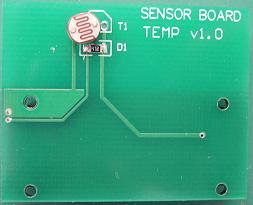 SENSOR BOARD
T1
TEMP v1.0
D1